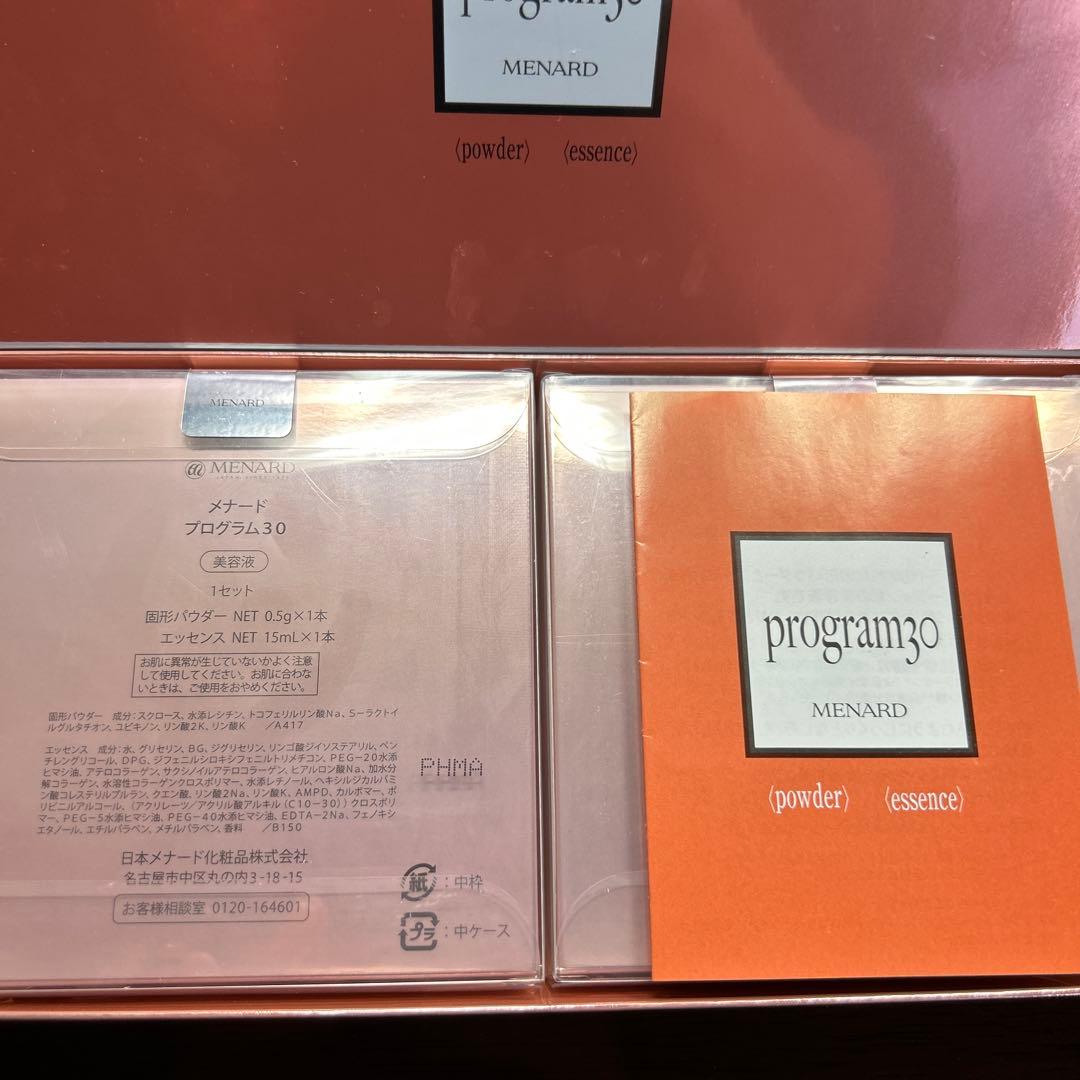 program30
MENARD
〈powder〉 〈essence〉
MENARD
MENARD
メナード
プログラム30
美容液
1セット
固形パウダー NET 0.5g×1本
エッセンス NET 15mL×1本
お肌に異常が生じていないかよく注意
して使用してください。お肌に合わな
いときは、ご使用をおやめください。
固形パウダー 成分:スクロース、水添レシチン、トコフェリルリン酸Na、S-ラクトイ
ルグルタチオン、ユビキノン、リン酸2K、リン酸K /A417
エッセンス 成分:水、グリセリン、BG、ジグリセリン、リンゴ酸ジイソステアリル、ペン
チレングリコール、DPG、ジフェニルシロキシフェニルトリメチコン、PEG-20水添
ヒマシ油、アテロコラーゲン、サクシノイルアテロコラーゲン、ヒアルロン酸Na、加水分
解コラーゲン、水溶性コラーゲンクロスポリマー、水添レチノール、ヘキシルジカルバミ
ン酸コレステリルプルラン、クエン酸、リン酸2Na、リン酸K、AMPD、カルボマー、ポ
リビニルアルコール、(アクリレーツ/アクリル酸アルキル(C10-30))クロスポリ
マー、PEG-5水添ヒマシ油、PEG-40水添ヒマシ油、EDTA-2Na、フェノキシ
エタノール、エチルパラベン、メチルパラベン、香料 /B150
PHMA
日本メナード化粧品株式会社
名古屋市中区丸の内3-18-15
お客様相談室 0120-164601
紙:中枠
プラ:中ケース
program30
MENARD
〈powder〉 〈essence〉